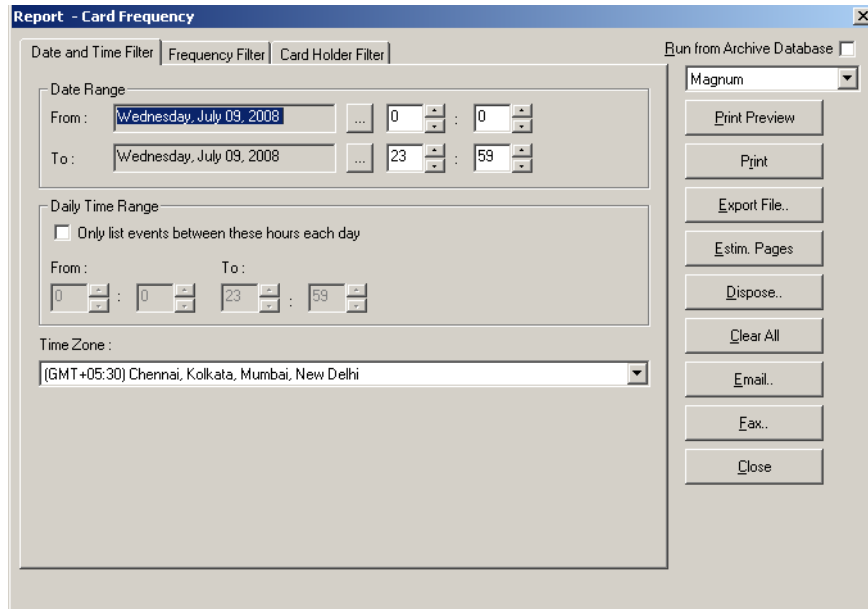 Report - Card Frequency
Date and Time Filter Frequency Filter Card Holder Filter
Run from Archive Database
Magnum
Date Range
From : Wednesday, July 09, 2008 ... 0 : 0
To : Wednesday, July 09, 2008 ... 23 : 59
Daily Time Range
Only list events between these hours each day
From : To :
0 : 0 23 : 59
Time Zone :
(GMT+05:30) Chennai, Kolkata, Mumbai, New Delhi
Print Preview
Print
Export File..
Estim. Pages
Dispose..
Clear All
Email..
Fax..
Close